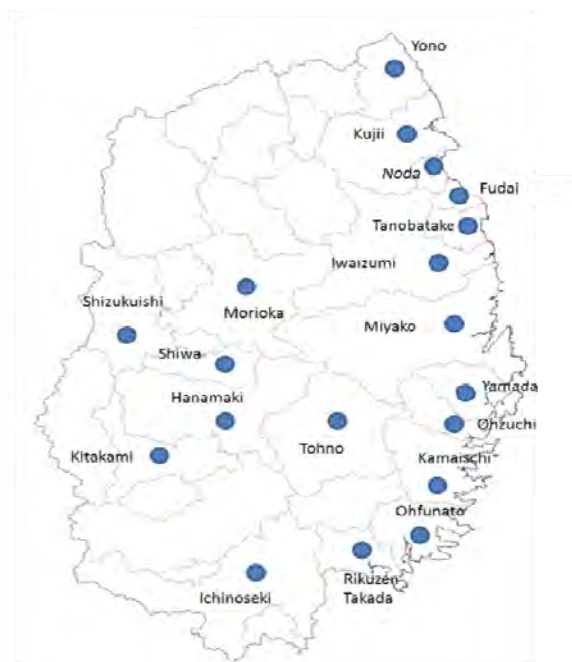 Yono
Kujii
Noda
Fudai
Tanobatake
Iwaizumi
Shizukuishi
Morioka
Miyako
Shiwa
Yamada
Hanamaki
Ohzuchi
Tohno
Kitakami
Kamaischi
Ohfunato
Rikuzen
Takada
Ichinoseki